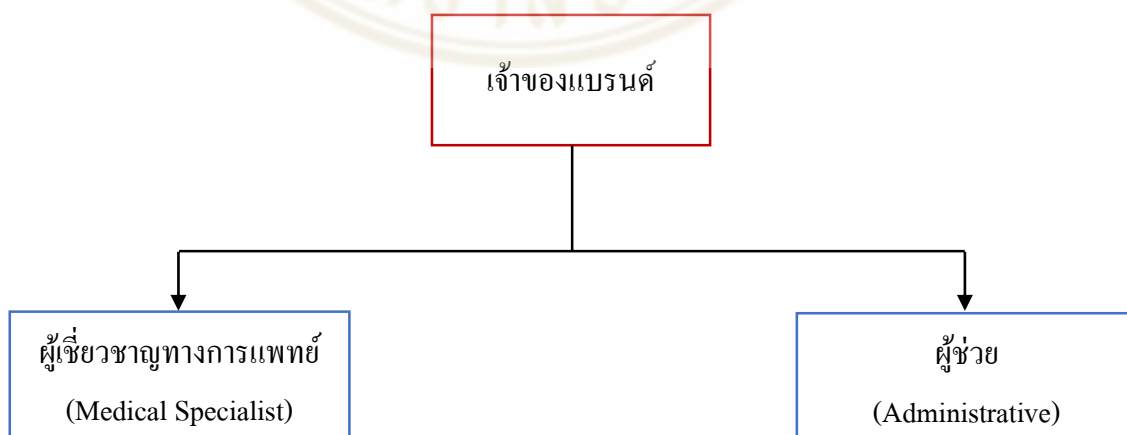 เจ้าของแบรนด์
ผู้เชี่ยวชาญทางการแพทย์
(Medical Specialist)
ผู้ช่วย
(Administrative)